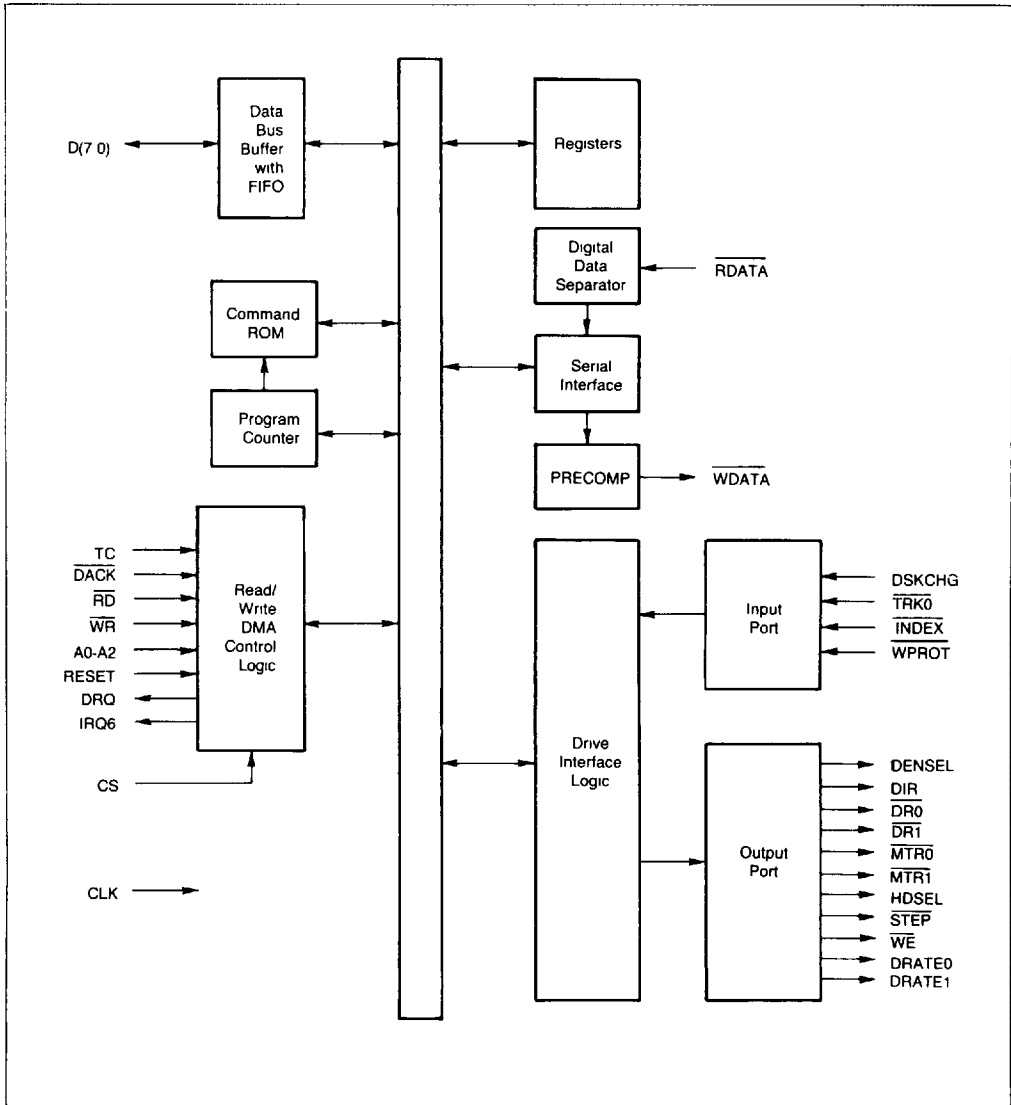 D(7 0)
Data
Bus
Buffer
with
FIFO
Registers
Digital
Data
Separator
RDATA
Command
ROM
Serial
Interface
Program
Counter
PRECOMP
WDATA
TC
DACK
RD
WR
A0-A2
RESET
DRQ
IRQ6
CS
CLK
Read/
Write
DMA
Control
Logic
Drive
Interface
Logic
Input
Port
DSKCHG
TRK0
INDEX
WPROT
Output
Port
DENSEL
DIR
DR0
DR1
MTR0
MTR1
HDSEL
STEP
WE
DRATE0
DRATE1